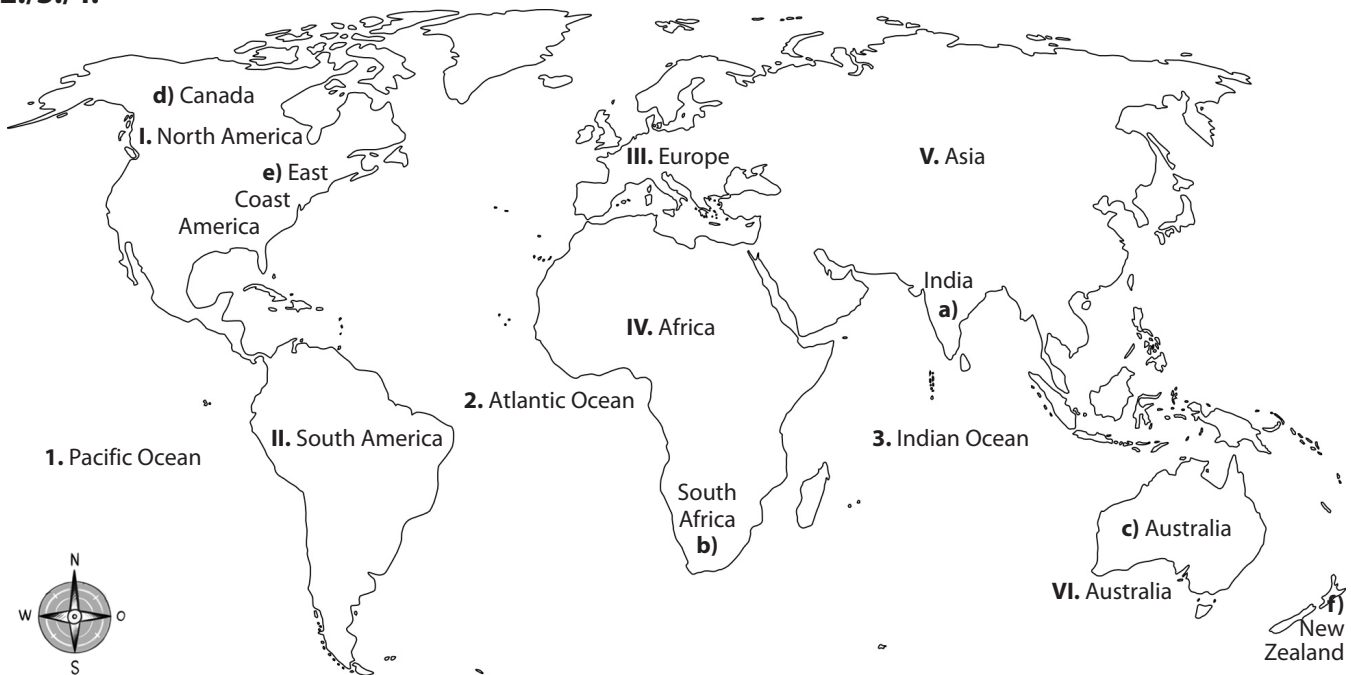 2./3./4.
d) Canada
I. North America
e) East
Coast
America
III. Europe
V. Asia
India
a)
IV. Africa
2. Atlantic Ocean
II. South America
1. Pacific Ocean
3. Indian Ocean
South
Africa
b)
c) Australia
VI. Australia
f)
New
Zealand
N
W O
S